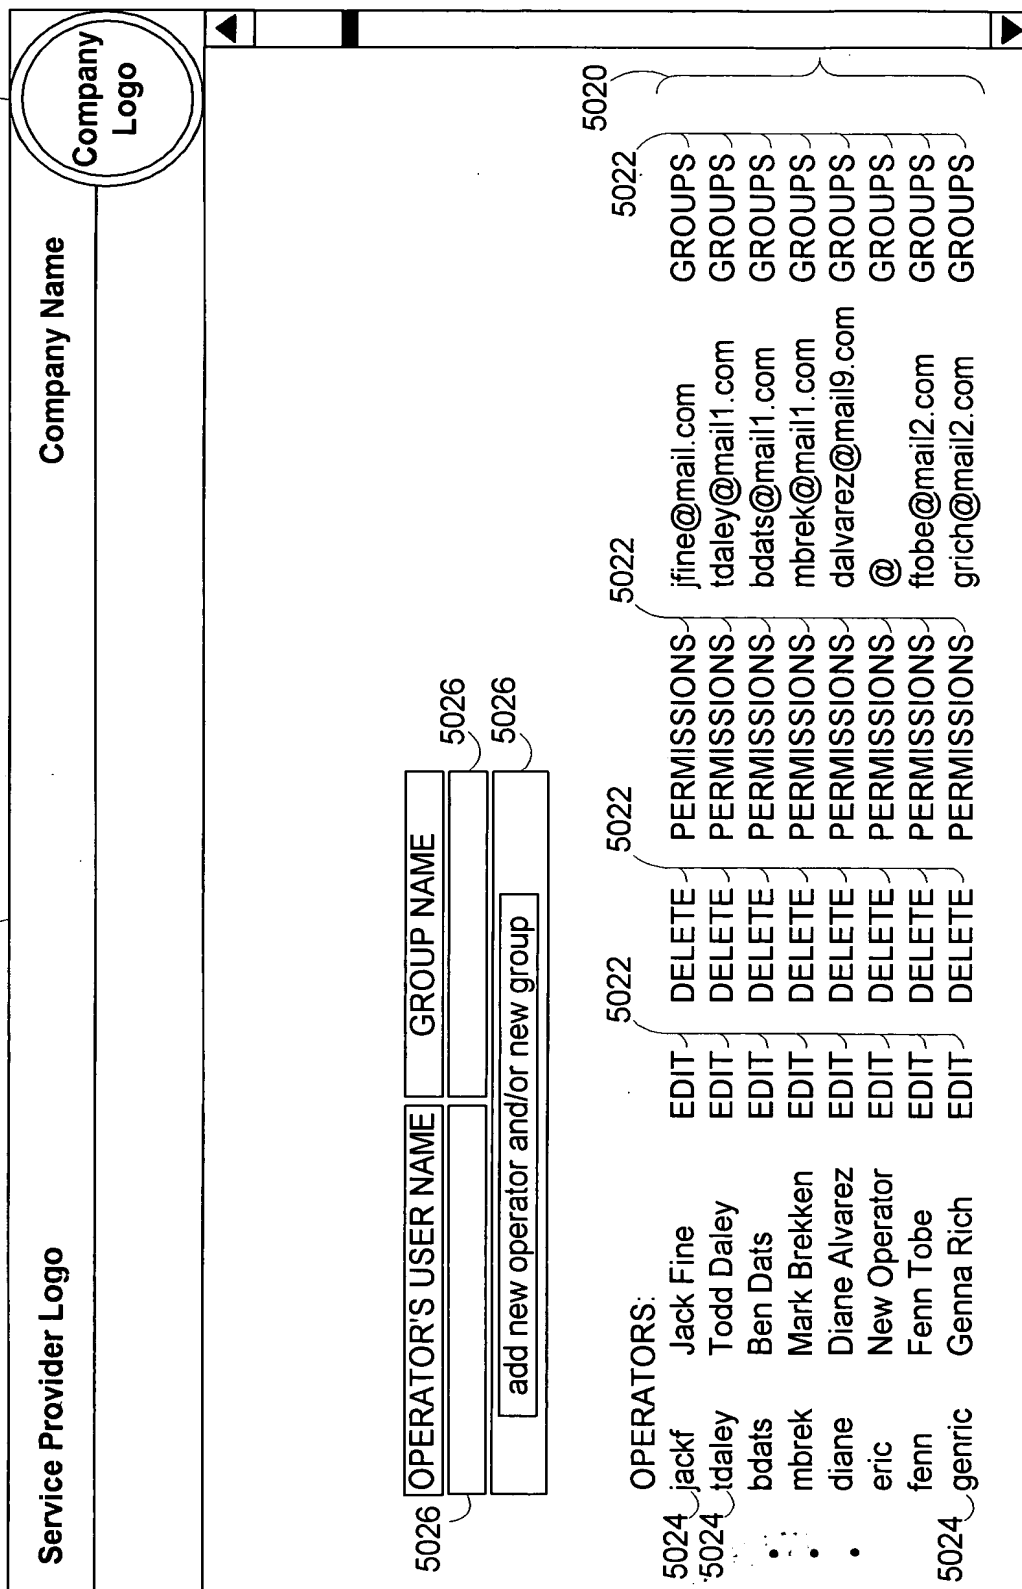 Service Provider Logo
Company Name
Company
Logo
OPERATOR'S USER NAME
GROUP NAME
5026
5026
add new operator and/or new group
5026
5022
5022
5022
5022
5020
OPERATORS:
5024 jackf Jack Fine EDIT DELETE PERMISSIONS jfine@mail.com GROUPS
5024 tdaley Todd Daley EDIT DELETE PERMISSIONS tdaley@mail1.com GROUPS
bdats Ben Dats EDIT DELETE PERMISSIONS bdats@mail1.com GROUPS
mbrek Mark Brekken EDIT DELETE PERMISSIONS mbrek@mail1.com GROUPS
diane Diane Alvarez EDIT DELETE PERMISSIONS dalvarez@mail9.com GROUPS
eric New Operator EDIT DELETE PERMISSIONS @ GROUPS
fenn Fenn Tobe EDIT DELETE PERMISSIONS ftobe@mail2.com GROUPS
5024 genric Genna Rich EDIT DELETE PERMISSIONS grich@mail2.com GROUPS